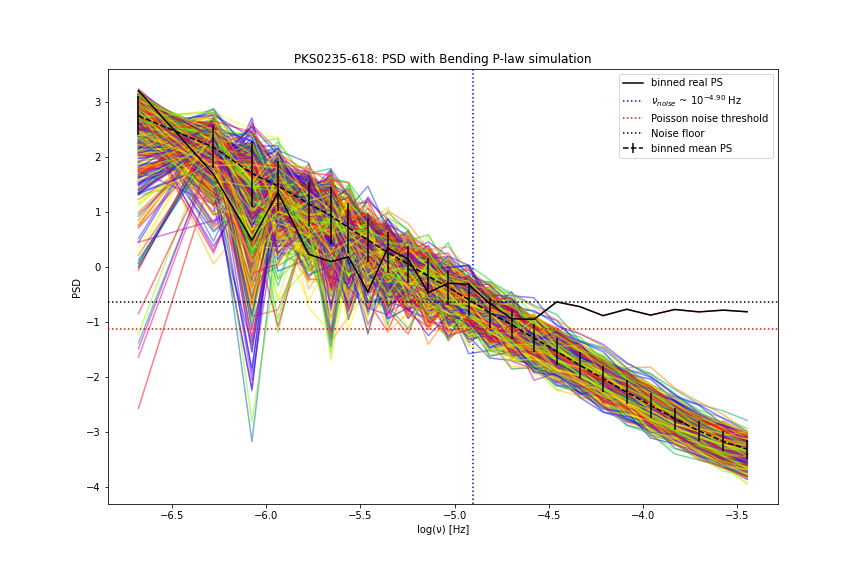 PKS0235-618: PSD with Bending P-law simulation
binned real PS
ν_noise ~ 10^−4.90 Hz
Poisson noise threshold
Noise floor
binned mean PS
PSD
3
2
1
0
−1
−2
−3
−4
−6.5 −6.0 −5.5 −5.0 −4.5 −4.0 −3.5
log(ν) [Hz]